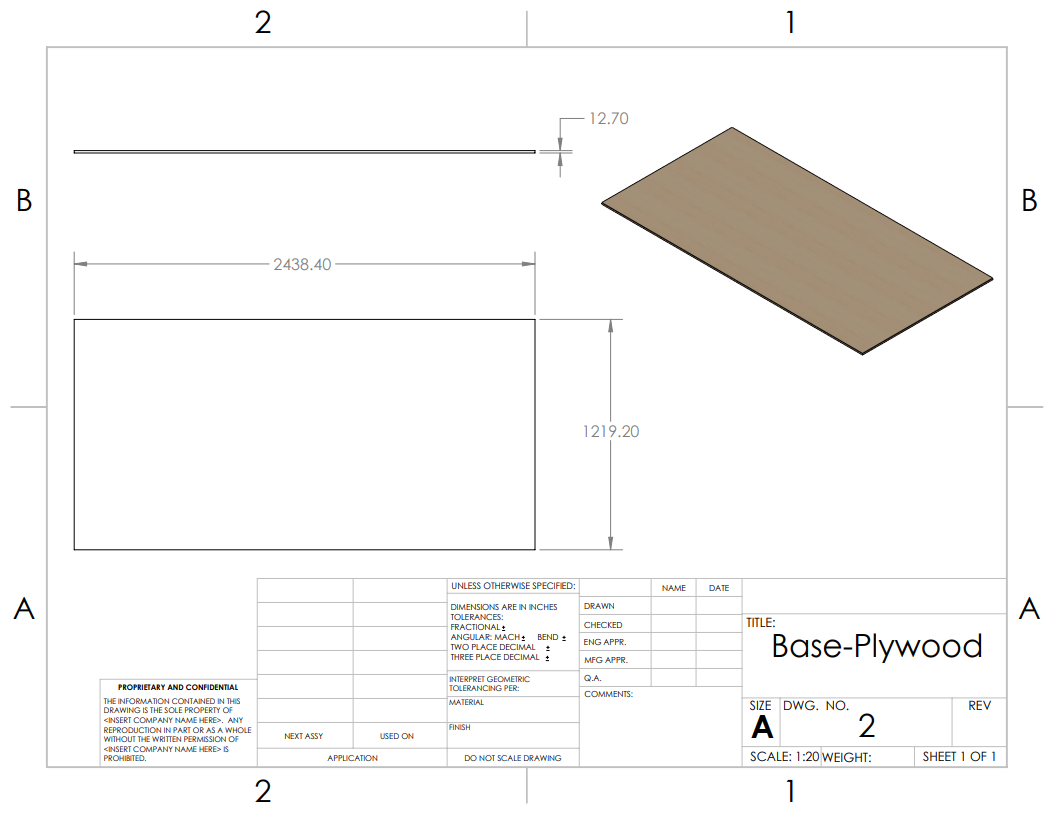 2 1
12.70
B B
2438.40
1219.20
A A
UNLESS OTHERWISE SPECIFIED:
DIMENSIONS ARE IN INCHES
TOLERANCES:
FRACTIONAL ±
ANGULAR: MACH ± BEND ±
TWO PLACE DECIMAL ±
THREE PLACE DECIMAL ±
INTERPRET GEOMETRIC
TOLERANCING PER:
MATERIAL
FINISH
DO NOT SCALE DRAWING
NAME DATE
DRAWN
CHECKED
ENG APPR.
MFG APPR.
Q.A.
COMMENTS:
TITLE:
Base-Plywood
SIZE DWG. NO. REV
A 2
SCALE: 1:20 WEIGHT: SHEET 1 OF 1
PROPRIETARY AND CONFIDENTIAL
THE INFORMATION CONTAINED IN THIS
DRAWING IS THE SOLE PROPERTY OF
<INSERT COMPANY NAME HERE>. ANY
REPRODUCTION IN PART OR AS A WHOLE
WITHOUT THE WRITTEN PERMISSION OF
<INSERT COMPANY NAME HERE> IS
PROHIBITED.
NEXT ASSY USED ON
APPLICATION
2 1